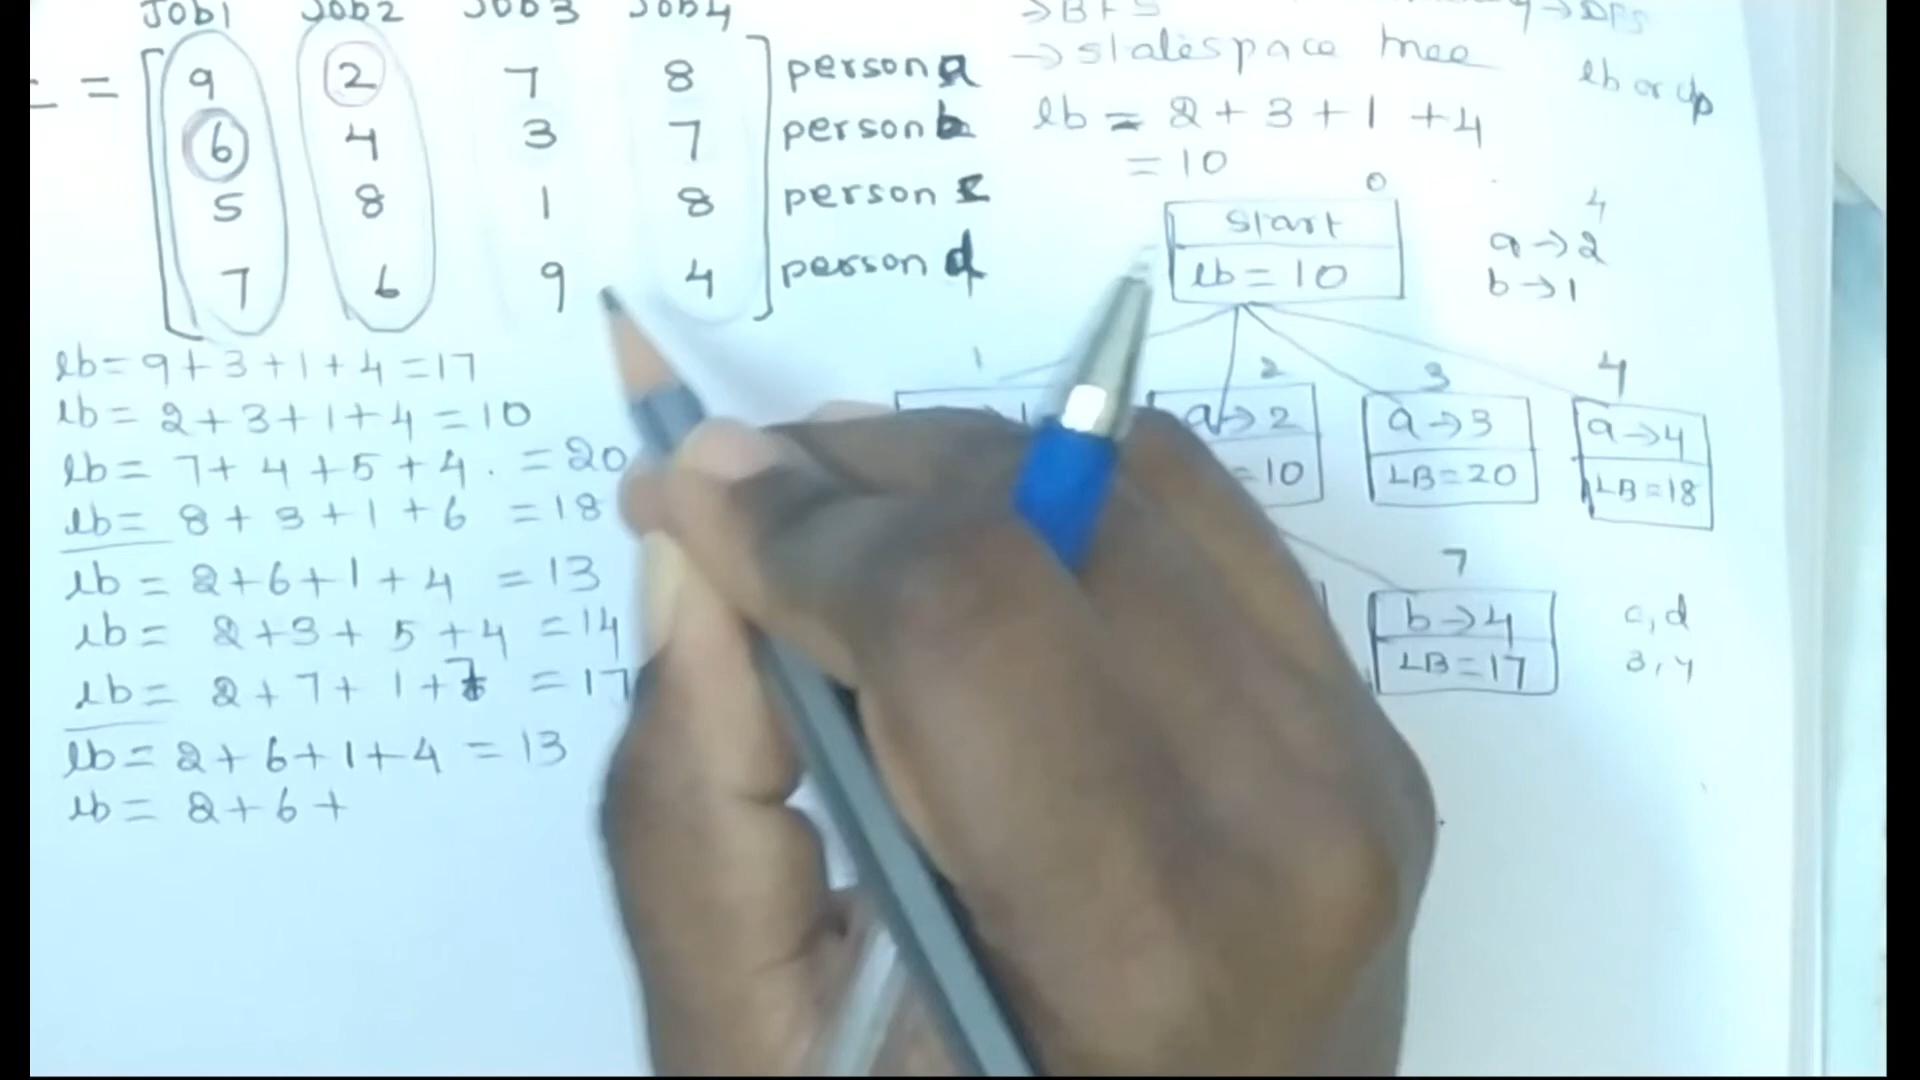 JOB1 JOB2 JOB3 JOB4
= 9 2 7 8 person a
6 4 3 7 person b
5 8 1 8 person c
7 6 9 4 person d
lb = 9 + 3 + 1 + 4 = 17
lb = 2 + 3 + 1 + 4 = 10
lb = 7 + 4 + 5 + 4 . = 20
lb = 8 + 3 + 1 + 6 = 18
lb = 2 + 6 + 1 + 4 = 13
lb = 2 + 3 + 5 + 4 = 14
lb = 2 + 7 + 1 + 7 = 17
lb = 2 + 6 + 1 + 4 = 13
lb = 2 + 6 +
→ BFS
→ DFS
→ statespace tree
lb or up
lb = 2 + 3 + 1 + 4
= 10
0
start
lb = 10
4
a → 2
b → 1
1 2 3 4
a → 2 a → 3 a → 4
= 10 LB = 20 LB = 18
7
b → 4 c, d
LB = 17 3, 4